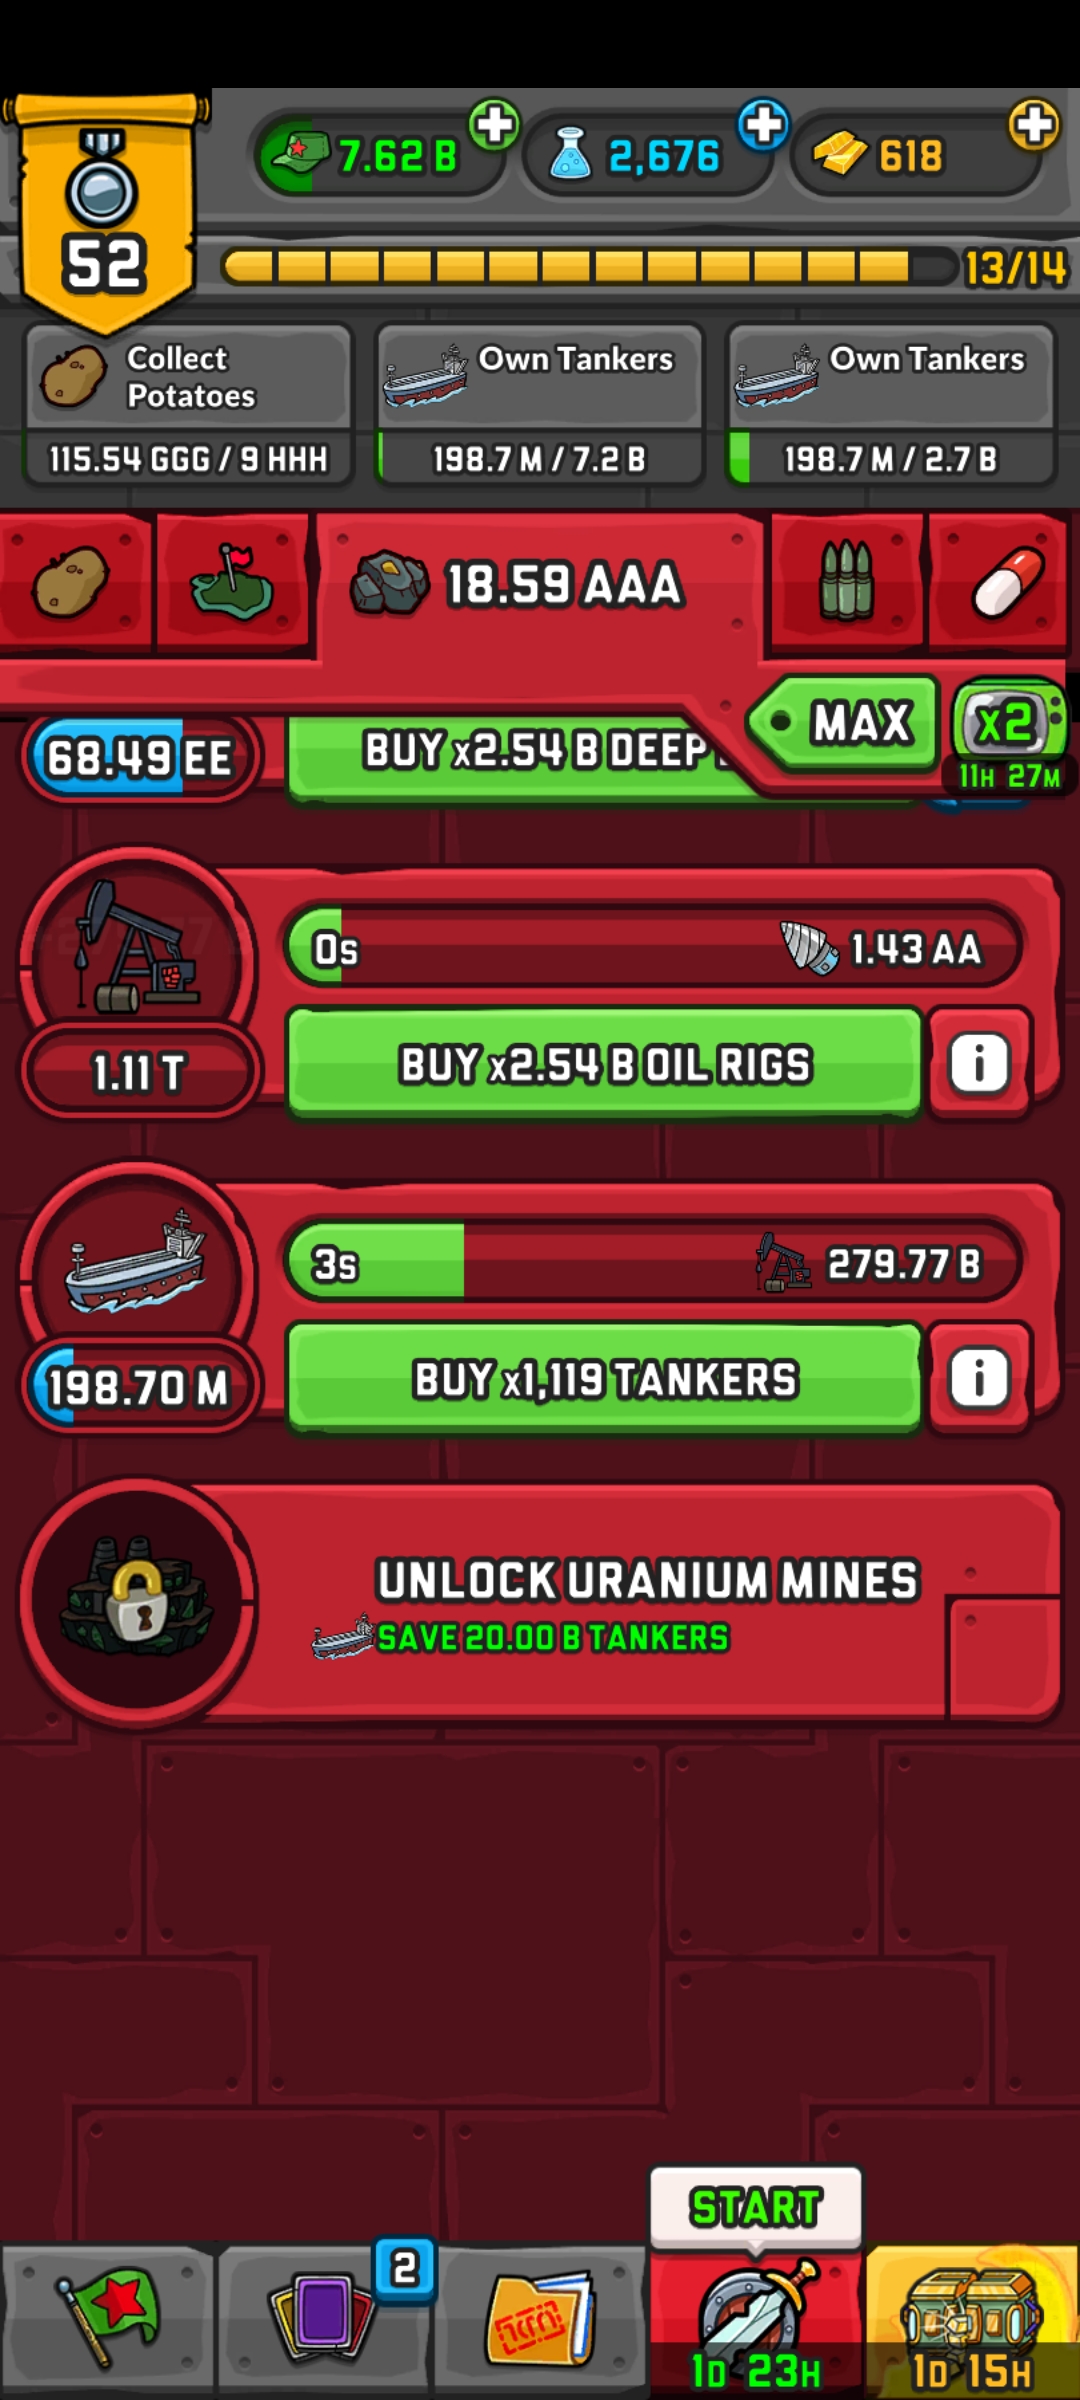 7.62 B
2,676
618
52
13/14
Collect
Potatoes
Own Tankers
Own Tankers
115.54 GGG / 9 HHH
198.7 M / 7.2 B
198.7 M / 2.7 B
18.59 AAA
MAX
x2
11H 27M
68.49 EE
BUY x2.54 B DEEP
0s
1.43 AA
1.11 T
BUY x2.54 B OIL RIGS
i
3s
279.77 B
198.70 M
BUY x1,119 TANKERS
i
UNLOCK URANIUM MINES
SAVE 20.00 B TANKERS
START
2
1D 23H
1D 15H